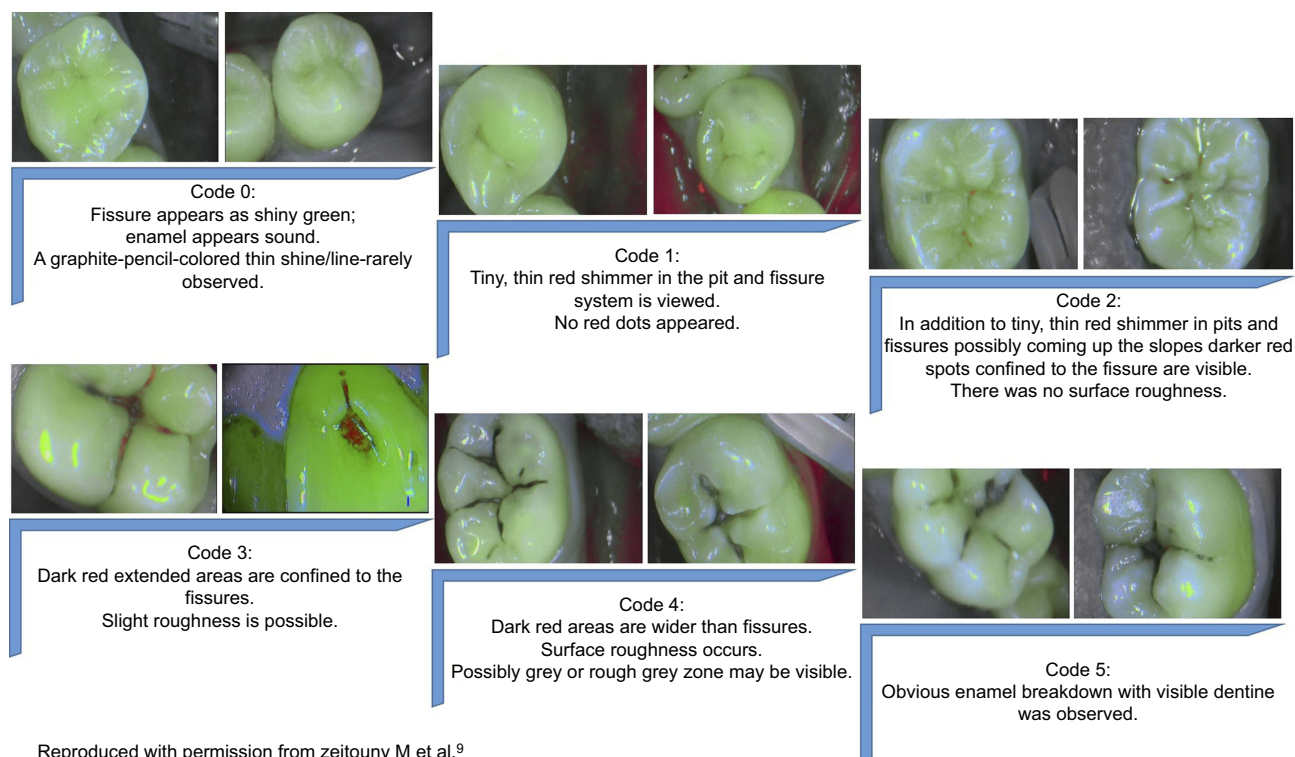 Code 0:
Fissure appears as shiny green;
enamel appears sound.
A graphite-pencil-colored thin shine/line-rarely
observed.
Code 1:
Tiny, thin red shimmer in the pit and fissure
system is viewed.
No red dots appeared.
Code 2:
In addition to tiny, thin red shimmer in pits and
fissures possibly coming up the slopes darker red
spots confined to the fissure are visible.
There was no surface roughness.
Code 3:
Dark red extended areas are confined to the
fissures.
Slight roughness is possible.
Code 4:
Dark red areas are wider than fissures.
Surface roughness occurs.
Possibly grey or rough grey zone may be visible.
Code 5:
Obvious enamel breakdown with visible dentine
was observed.
Reproduced with permission from zeitouny M et al.9